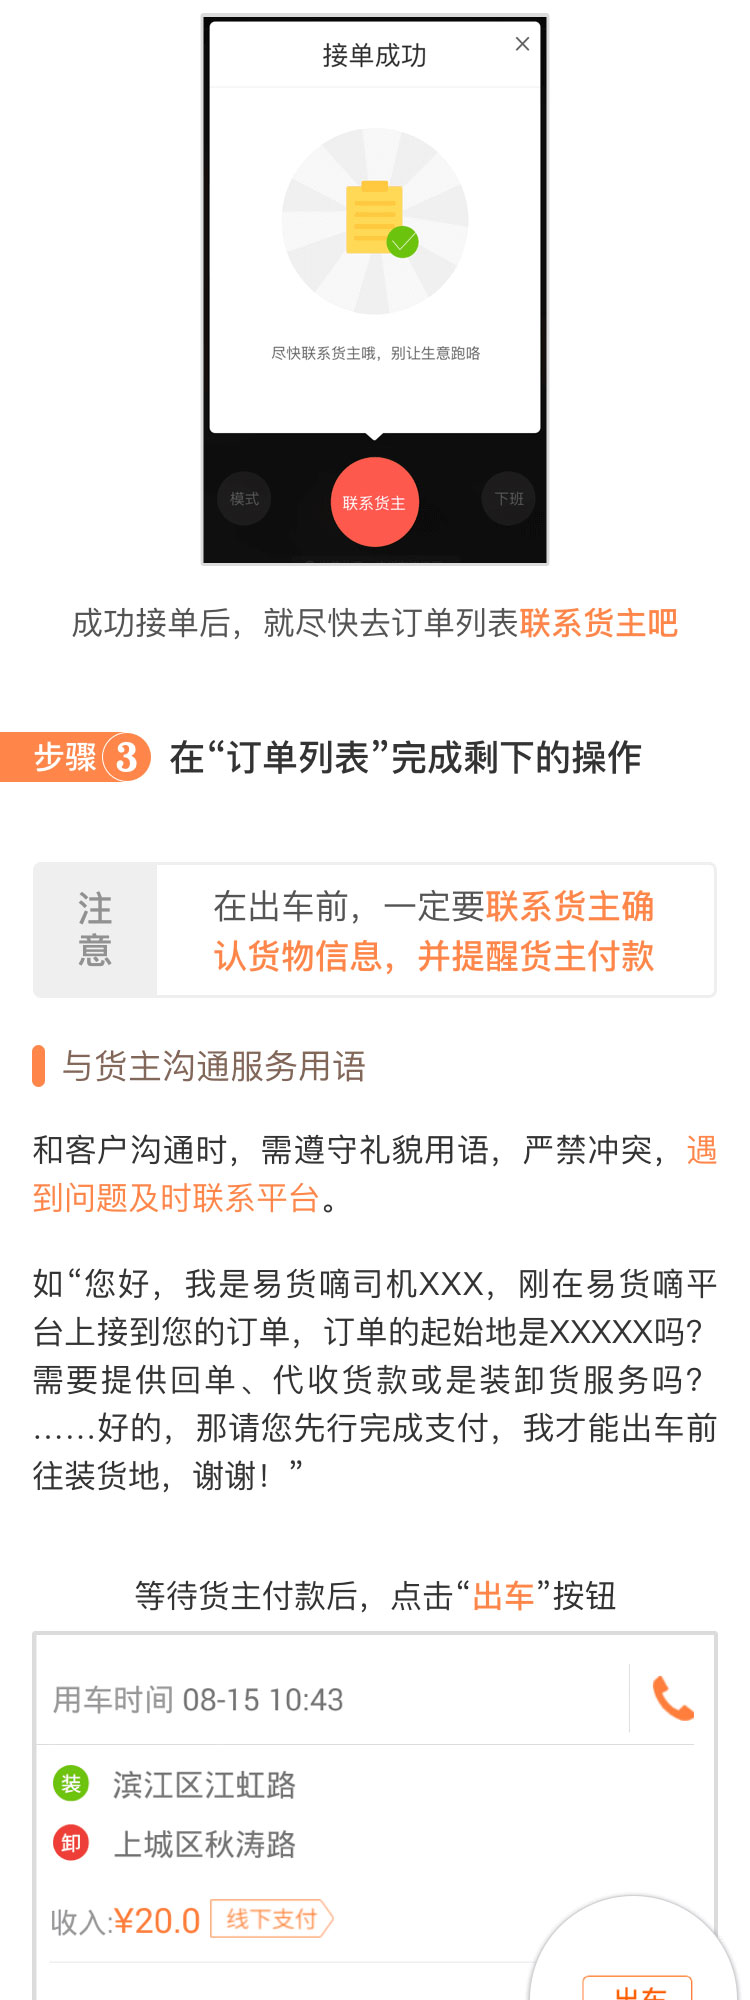 接单成功
尽快联系货主哦，别让生意跑咯
模式
联系货主
下班
成功接单后，就尽快去订单列表联系货主吧
步骤3 在“订单列表”完成剩下的操作
注意
在出车前，一定要联系货主确
认货物信息，并提醒货主付款
与货主沟通服务用语
和客户沟通时，需遵守礼貌用语，严禁冲突，遇
到问题及时联系平台。
如“您好，我是易货嘀司机XXX，刚在易货嘀平
台上接到您的订单，订单的起始地是XXXXX吗？
需要提供回单、代收货款或是装卸货服务吗？
……好的，那请您先行完成支付，我才能出车前
往装货地，谢谢！”
等待货主付款后，点击“出车”按钮
用车时间 08-15 10:43
装 滨江区江虹路
卸 上城区秋涛路
收入:¥20.0 线下支付
出车